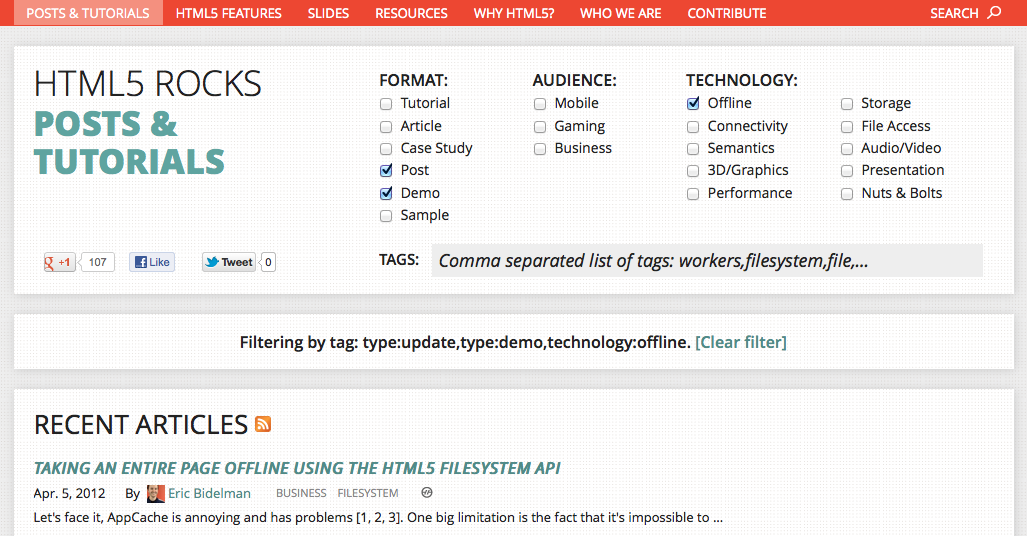 POSTS & TUTORIALS HTML5 FEATURES SLIDES RESOURCES WHY HTML5? WHO WE ARE CONTRIBUTE SEARCH
HTML5 ROCKS
POSTS &
TUTORIALS
FORMAT:
Tutorial
Article
Case Study
Post
Demo
Sample
AUDIENCE:
Mobile
Gaming
Business
TECHNOLOGY:
Offline
Connectivity
Semantics
3D/Graphics
Performance
Storage
File Access
Audio/Video
Presentation
Nuts & Bolts
g +1 107 Like Tweet 0
TAGS: Comma separated list of tags: workers,filesystem,file,...
Filtering by tag: type:update,type:demo,technology:offline. [Clear filter]
RECENT ARTICLES
TAKING AN ENTIRE PAGE OFFLINE USING THE HTML5 FILESYSTEM API
Apr. 5, 2012 By Eric Bidelman BUSINESS FILESYSTEM
Let's face it, AppCache is annoying and has problems [1, 2, 3]. One big limitation is the fact that it's impossible to ...